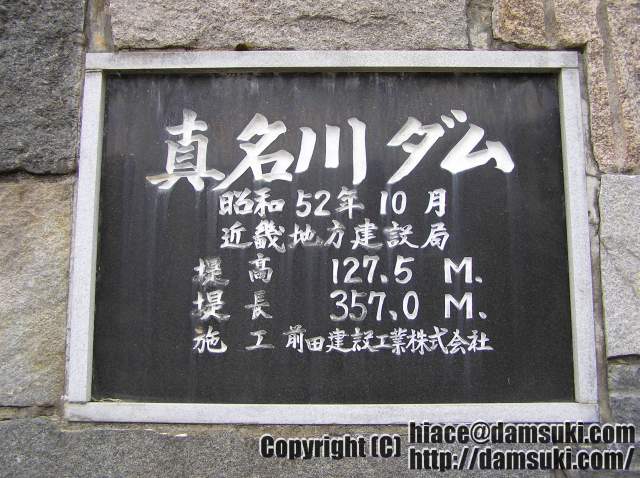 真名川ダム
昭和52年10月
近畿地方建設局
堤高 127.5 M.
堤長 357.0 M.
施工 前田建設工業株式会社
Copyright (C) hiace@damsuki.com
http://damsuki.com/